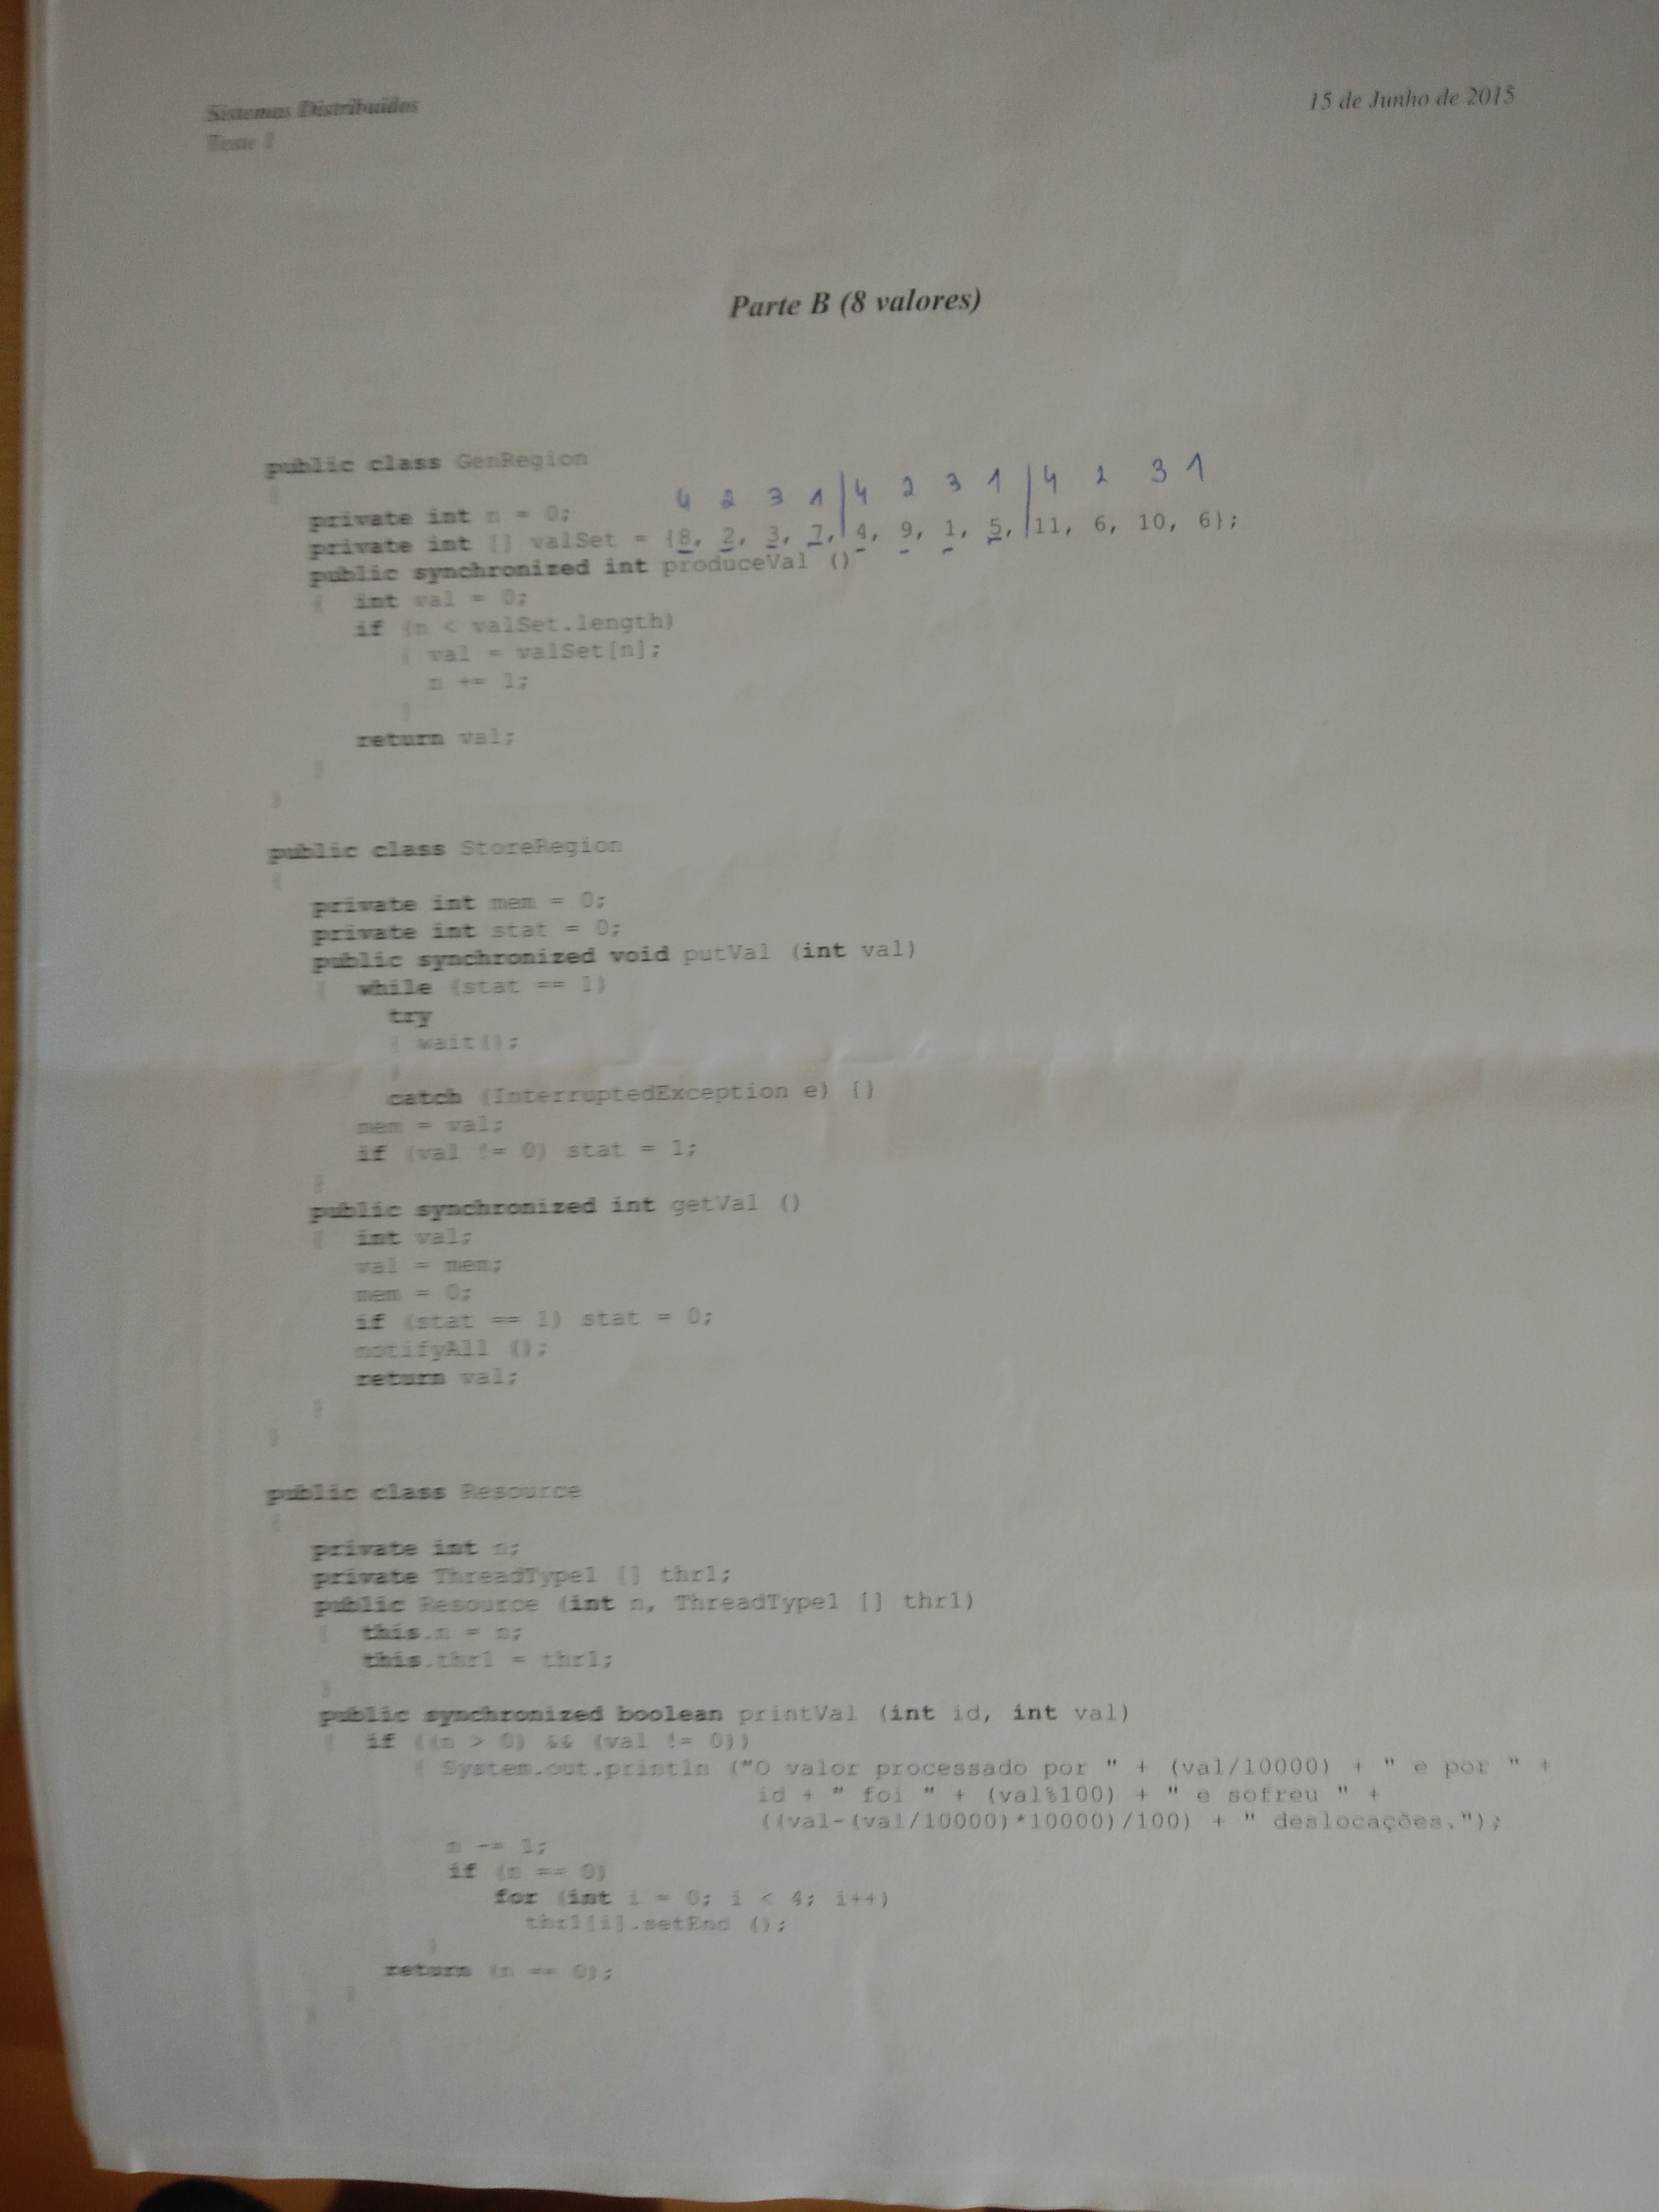 Sistemas Distribuídos
15 de Junho de 2015
Teste 1
Parte B (8 valores)
public class GenRegion
{
4 2 3 1 | 4 2 3 1 | 4 2 3 1
private int n = 0;
private int [] valSet = {8, 2, 3, 7, 4, 9, 1, 5, 11, 6, 10, 6};
public synchronized int produceVal ()
{ int val = 0;
if (n < valSet.length)
{ val = valSet[n];
n += 1;
}
return val;
}
}
public class StoreRegion
{
private int mem = 0;
private int stat = 0;
public synchronized void putVal (int val)
{ while (stat == 1)
try
{ wait();
}
catch (InterruptedException e) {}
mem = val;
if (val != 0) stat = 1;
}
public synchronized int getVal ()
{ int val;
val = mem;
mem = 0;
if (stat == 1) stat = 0;
notifyAll ();
return val;
}
}
public class Resource
{
private int n;
private ThreadType1 [] thr1;
public Resource (int n, ThreadType1 [] thr1)
{ this.n = n;
this.thr1 = thr1;
}
public synchronized boolean printVal (int id, int val)
{ if ((n > 0) && (val != 0))
{ System.out.println ("O valor processado por " + (val/10000) + " e por " +
id + " foi " + (val%100) + " e sofreu " +
((val-(val/10000)*10000)/100) + " deslocações.");
n -= 1;
if (n == 0)
for (int i = 0; i < 4; i++)
thr1[i].setEnd ();
}
return (n == 0);
}
}